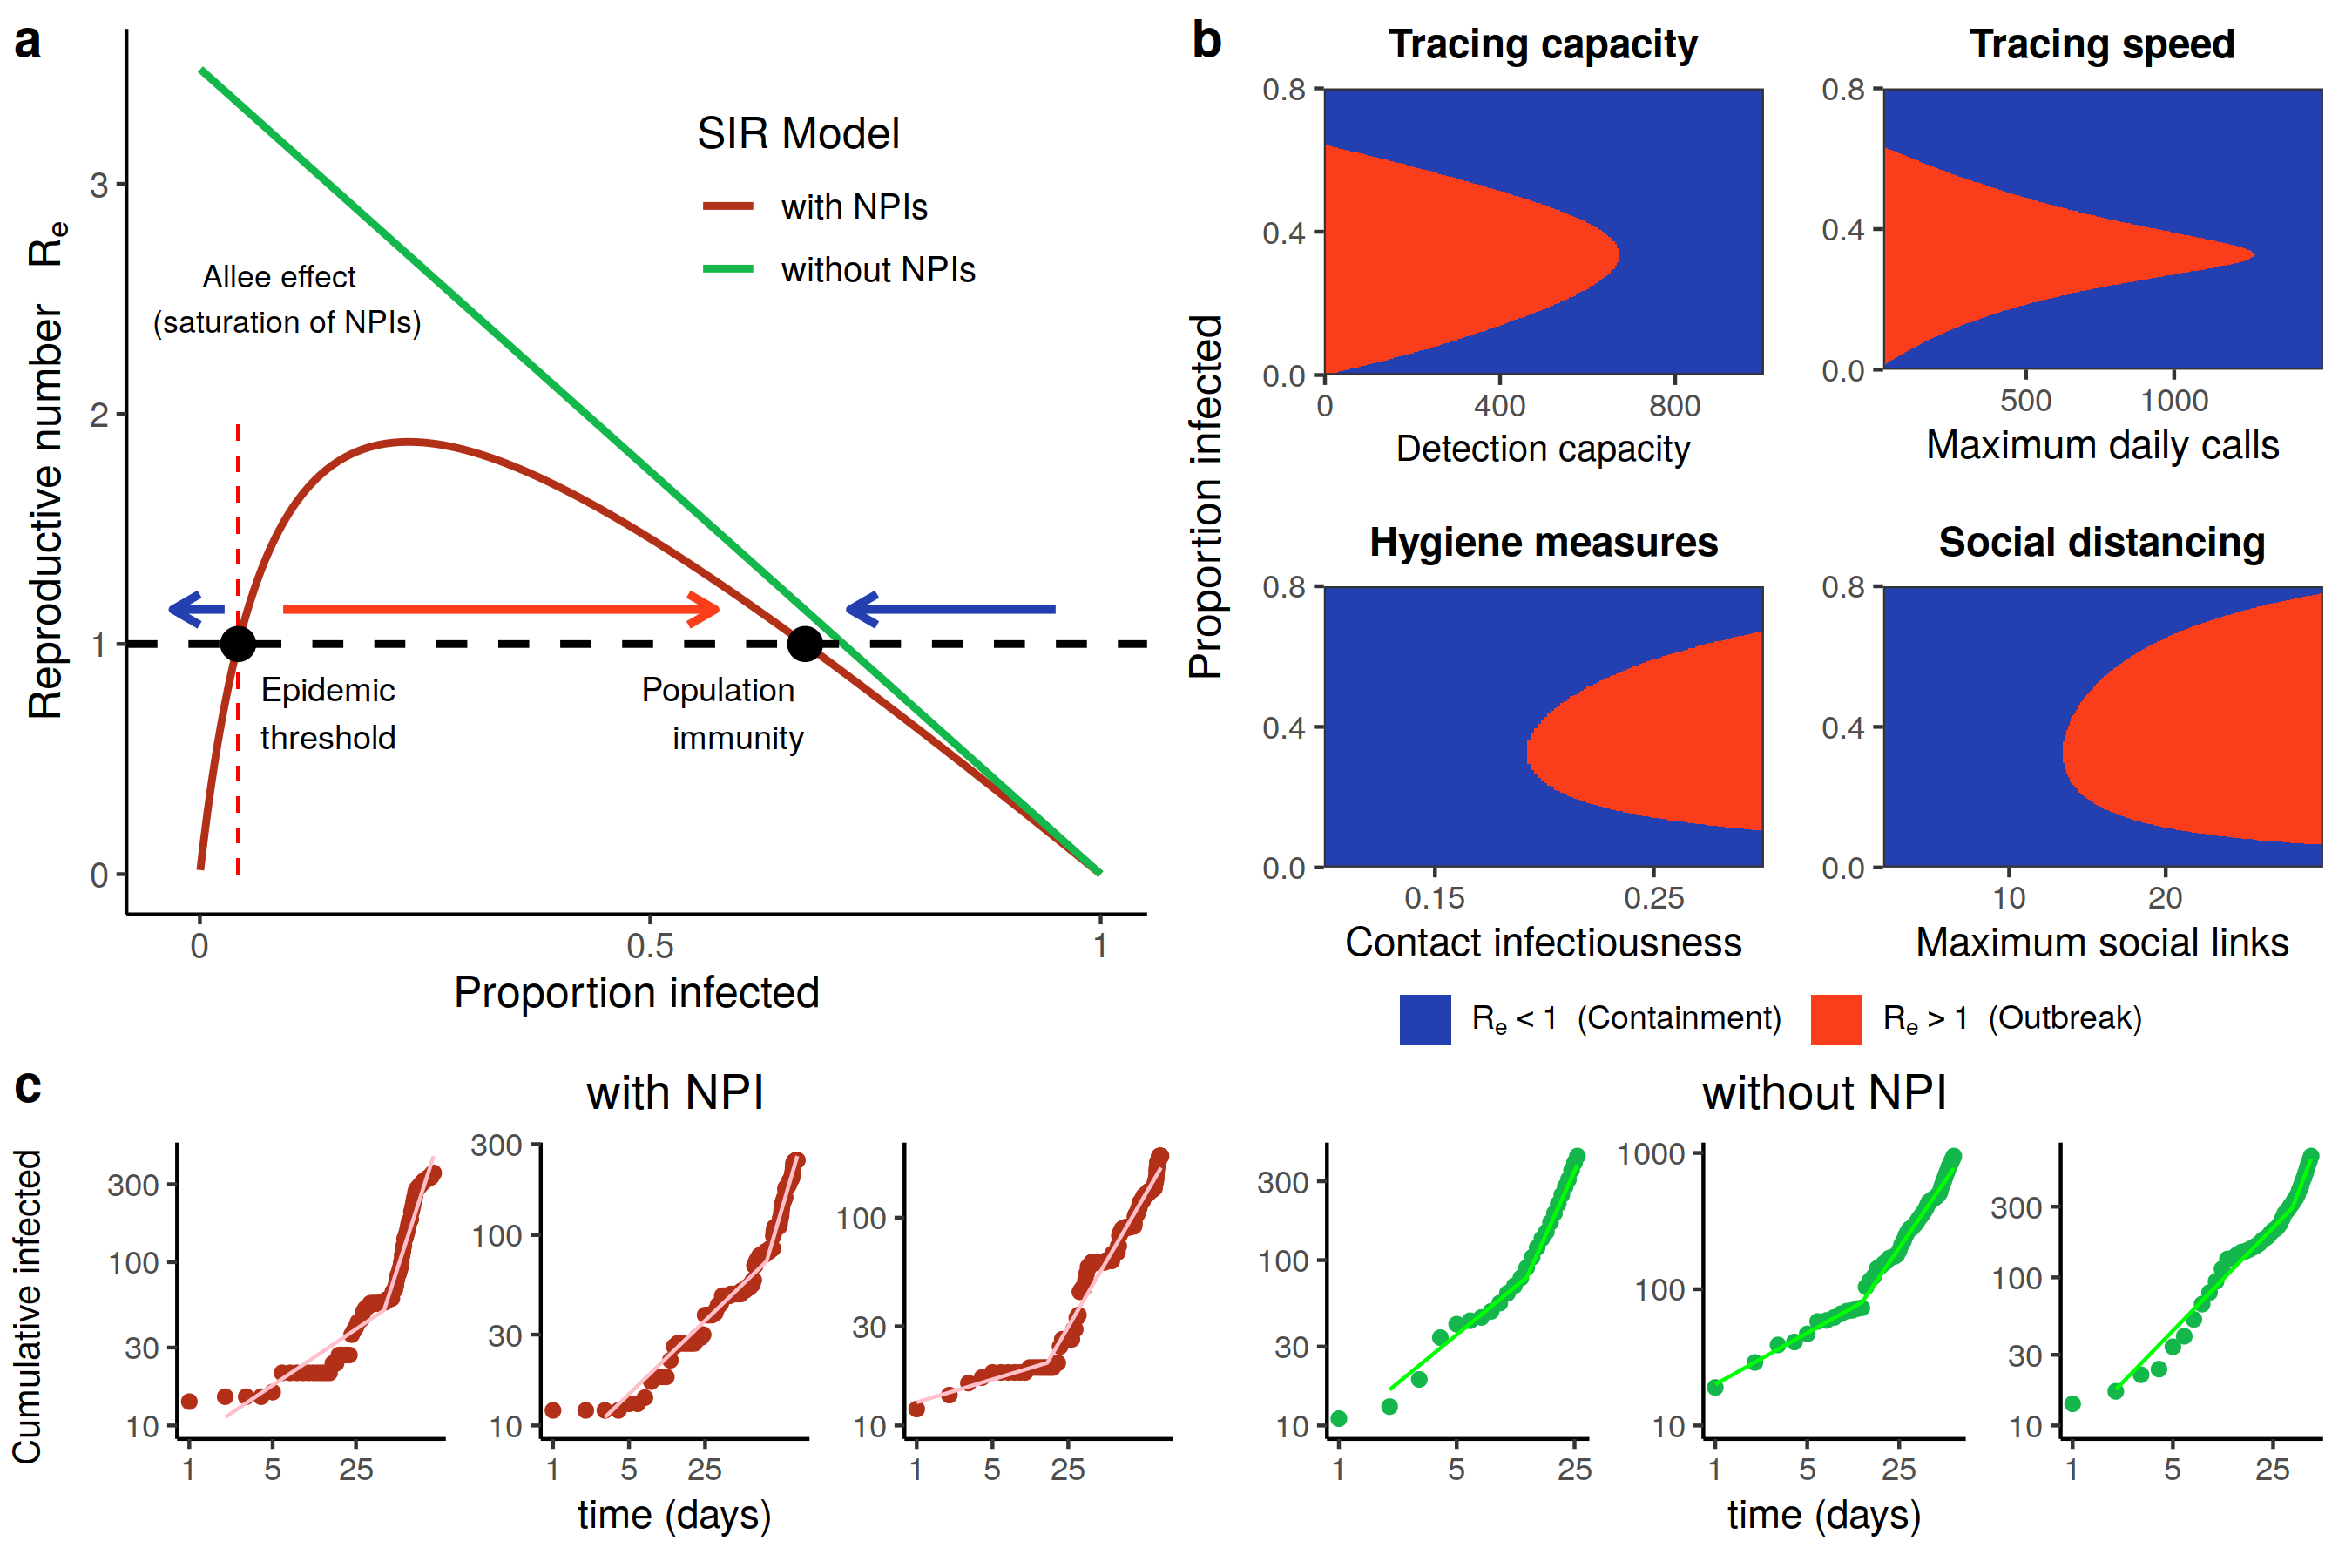 a
3
2
1
0
Reproductive number R_e
Allee effect
(saturation of NPIs)
SIR Model
with NPIs
without NPIs
Epidemic
threshold
Population
immunity
0
0.5
1
Proportion infected
b
Proportion infected
Tracing capacity
0.8
0.4
0.0
0
400
800
Detection capacity
Tracing speed
0.8
0.4
0.0
500
1000
Maximum daily calls
Hygiene measures
0.8
0.4
0.0
0.15
0.25
Contact infectiousness
Social distancing
0.8
0.4
0.0
10
20
Maximum social links
R_e < 1 (Containment)
R_e > 1 (Outbreak)
c
with NPI
Cumulative infected
300
100
30
10
1
5
25
300
100
30
10
1
5
25
100
30
10
1
5
25
time (days)
without NPI
300
100
30
10
1
5
25
1000
100
10
1
5
25
300
100
30
10
1
5
25
time (days)